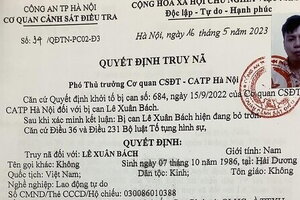 CÔNG AN TP HÀ NỘI
CƠ QUAN CẢNH SÁT ĐIỀU TRA
Số: 34 /QĐTN-PC02-Đ3
CỘNG HÒA XÃ HỘI CHỦ NGHĨA VIỆT
Độc lập - Tự do - Hạnh phúc
Hà Nội, ngày 16 tháng 5 năm 2023
QUYẾT ĐỊNH TRUY NÃ
Phó Thủ trưởng Cơ quan CSĐT - CATP Hà Nội
Căn cứ Quyết định khởi tố bị can số: 684, ngày 15/9/2022 của Cơ quan CSĐT
CATP Hà Nội đối với bị can Lê Xuân Bách.
Sau khi xác minh kết luận: Bị can Lê Xuân Bách hiện đang bỏ trốn.
Căn cứ Điều 36 và Điều 231 Bộ luật Tố tụng hình sự,
QUYẾT ĐỊNH:
Truy nã đối với: LÊ XUÂN BÁCH Giới tính: Nam
Tên gọi khác: Không Sinh ngày 07 tháng 10 năm 1986, tại: Hải Dương
Quốc tịch: Việt Nam; Dân tộc: Kinh; Tôn giáo: Không
Nghề nghiệp: Lao động tự do
Số CMND/Thẻ CCCD/Hộ chiếu: 030086010388